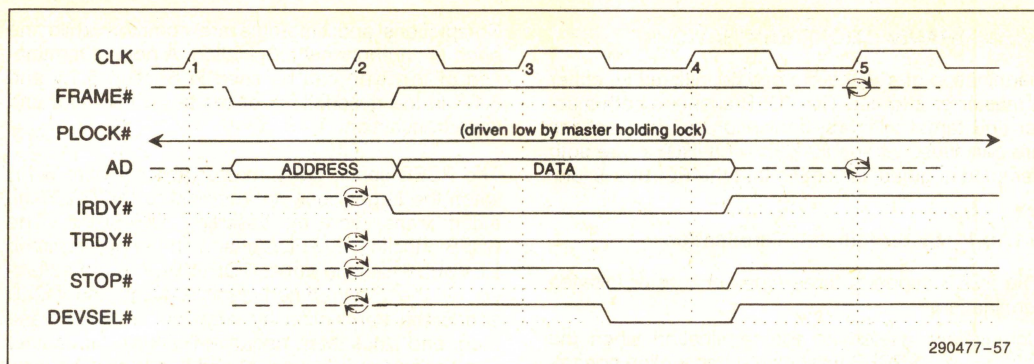 CLK
1 2 3 4 5
FRAME#
PLOCK#
(driven low by master holding lock)
AD
ADDRESS DATA
IRDY#
TRDY#
STOP#
DEVSEL#
290477-57